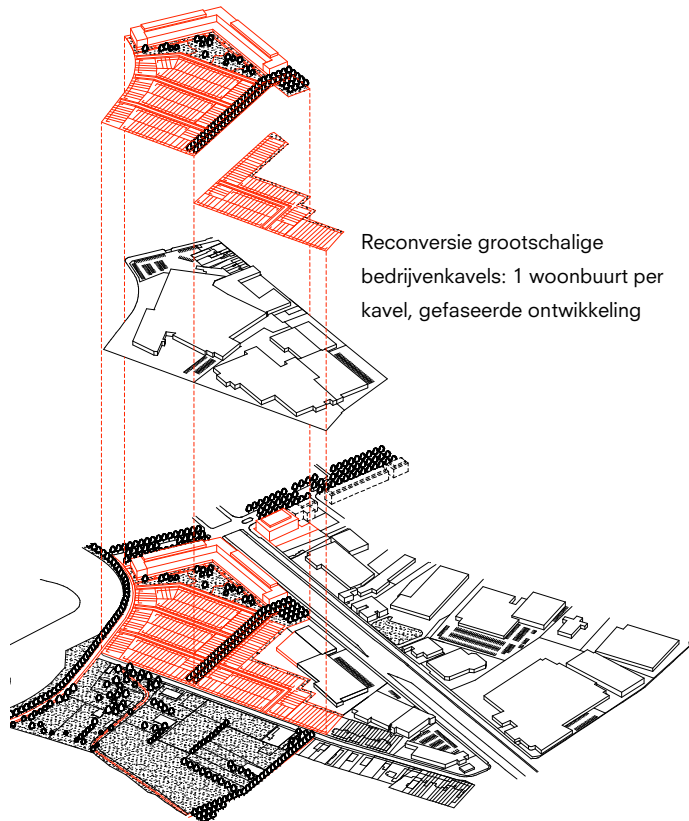 Reconversie grootschalige
bedrijvenkavels: 1 woonbuurt per
kavel, gefaseerde ontwikkeling